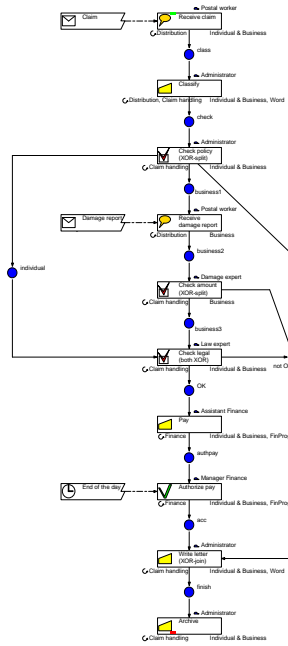 Postal worker
Claim
Receive claim
Distribution
Individual & Business
class
Administrator
Classify
Distribution, Claim handling
Individual & Business, Word
check
Administrator
Check policy
(XOR-split)
Claim handling
Individual & Business
business1
Postal worker
Damage report
Receive
damage report
Distribution
Business
business2
individual
Damage expert
Check amount
(XOR-split)
Claim handling
Business
business3
Law expert
Check legal
(both XOR)
not O
Claim handling
Individual & Business
OK
Assistant Finance
Pay
Finance
Individual & Business, FinPro
authpay
Manager Finance
End of the day
Authorize pay
Finance
Individual & Business, FinPro
acc
Administrator
Write letter
(XOR-join)
Claim handling
Individual & Business, Word
finish
Administrator
Archive
Claim handling
Individual & Business